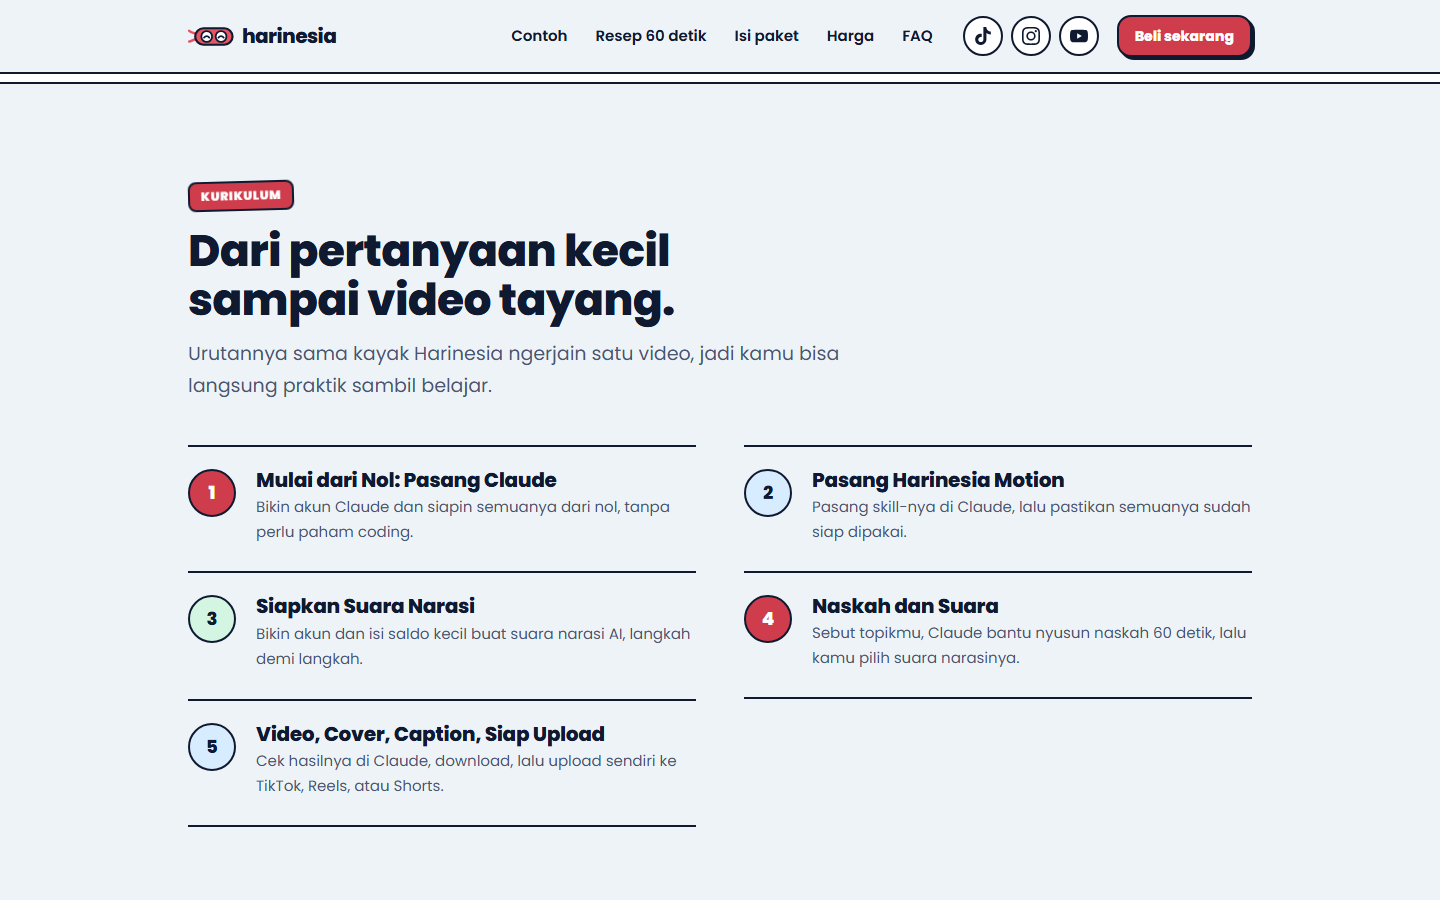 harinesia
Contoh
Resep 60 detik
Isi paket
Harga
FAQ
Beli sekarang
KURIKULUM
Dari pertanyaan kecil
sampai video tayang.
Urutannya sama kayak Harinesia ngerjain satu video, jadi kamu bisa
langsung praktik sambil belajar.
1
Mulai dari Nol: Pasang Claude
Bikin akun Claude dan siapin semuanya dari nol, tanpa
perlu paham coding.
2
Pasang Harinesia Motion
Pasang skill-nya di Claude, lalu pastikan semuanya sudah
siap dipakai.
3
Siapkan Suara Narasi
Bikin akun dan isi saldo kecil buat suara narasi AI, langkah
demi langkah.
4
Naskah dan Suara
Sebut topikmu, Claude bantu nyusun naskah 60 detik, lalu
kamu pilih suara narasinya.
5
Video, Cover, Caption, Siap Upload
Cek hasilnya di Claude, download, lalu upload sendiri ke
TikTok, Reels, atau Shorts.